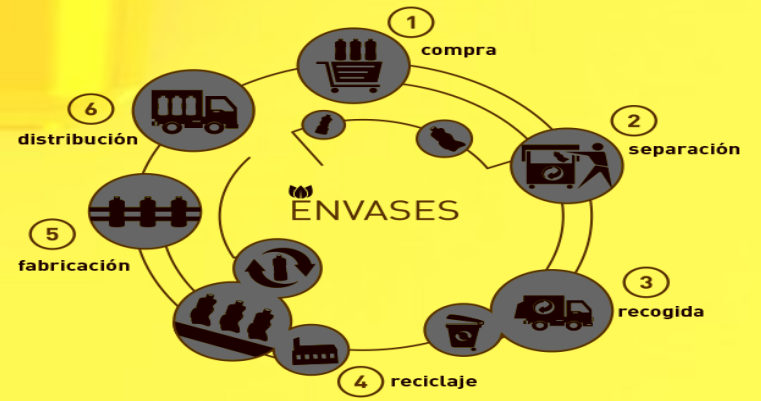 1
compra
2
separación
3
recogida
4 reciclaje
5
fabricación
6
distribución
ENVASES